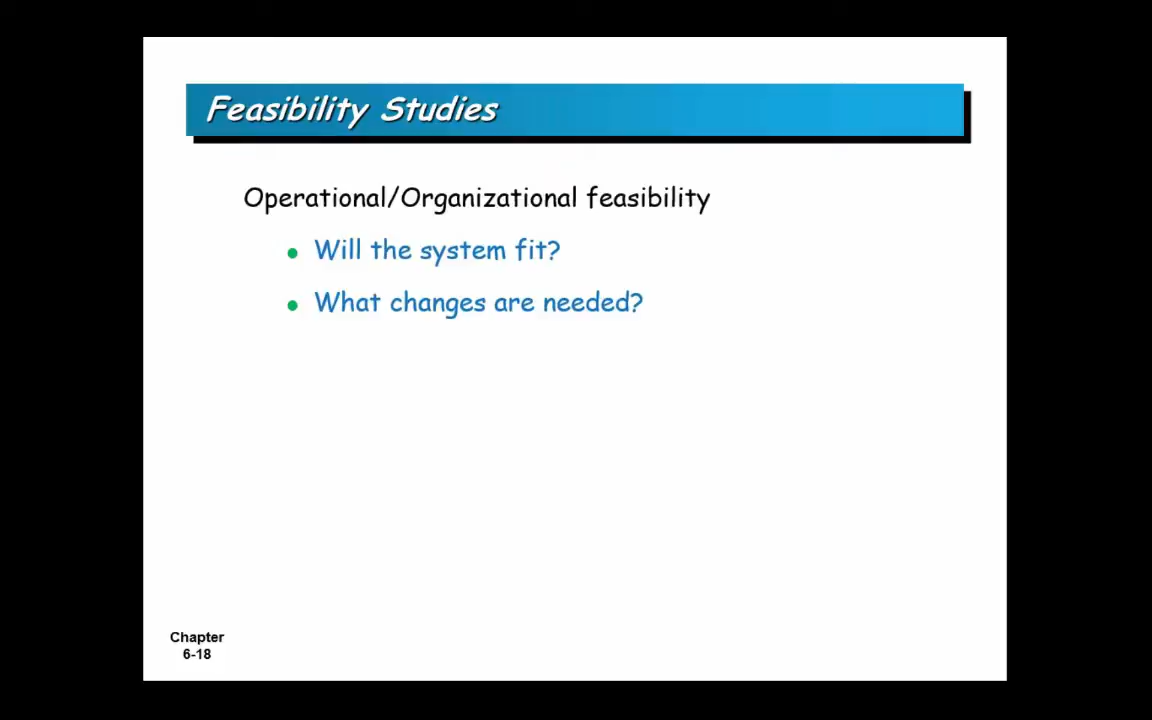 Feasibility Studies
Operational/Organizational feasibility
● Will the system fit?
● What changes are needed?
Chapter
6-18